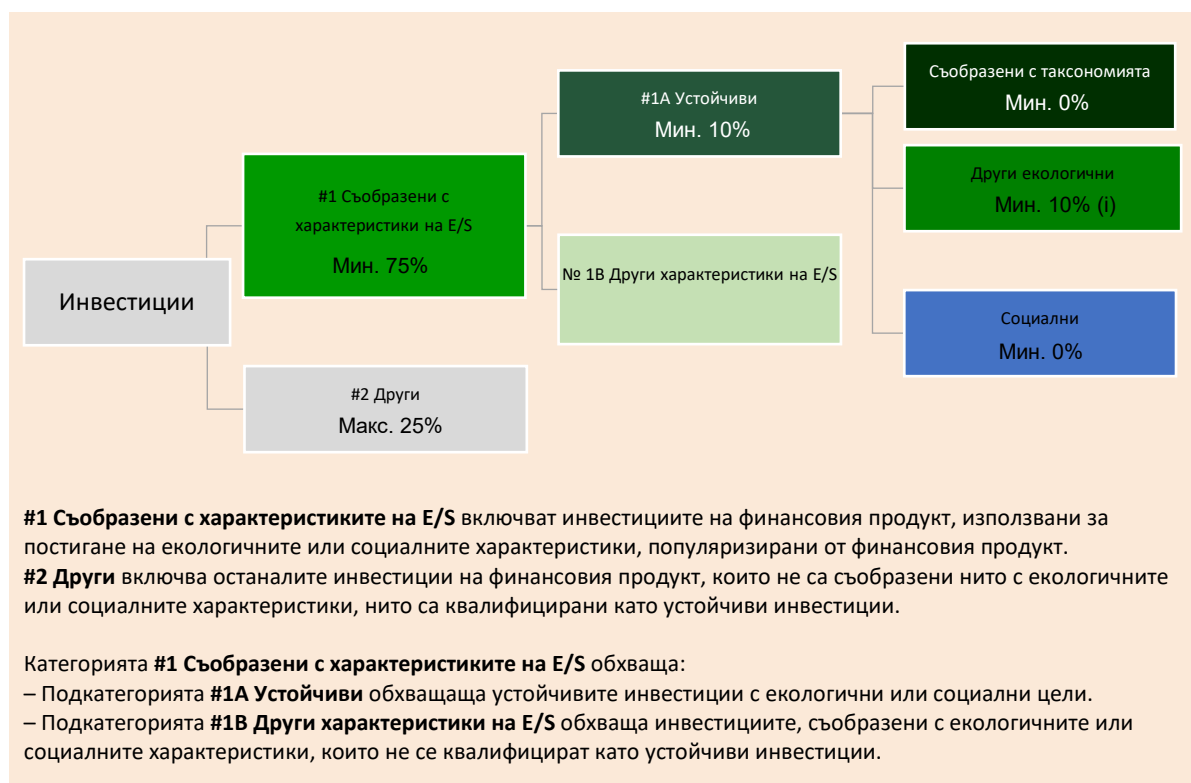 Инвестиции
#1 Съобразени с
характеристики на E/S
Мин. 75%
#2 Други
Макс. 25%
#1A Устойчиви
Мин. 10%
№ 1B Други характеристики на E/S
Съобразени с таксономията
Мин. 0%
Други екологични
Мин. 10% (i)
Социални
Мин. 0%
#1 Съобразени с характеристиките на E/S включват инвестициите на финансовия продукт, използвани за
постигане на екологичните или социалните характеристики, популяризирани от финансовия продукт.
#2 Други включва останалите инвестиции на финансовия продукт, които не са съобразени нито с екологичните
или социалните характеристики, нито са квалифицирани като устойчиви инвестиции.
Категорията #1 Съобразени с характеристиките на E/S обхваща:
– Подкатегорията #1A Устойчиви обхващаща устойчивите инвестиции с екологични или социални цели.
– Подкатегорията #1B Други характеристики на E/S обхваща инвестициите, съобразени с екологичните или
социалните характеристики, които не се квалифицират като устойчиви инвестиции.